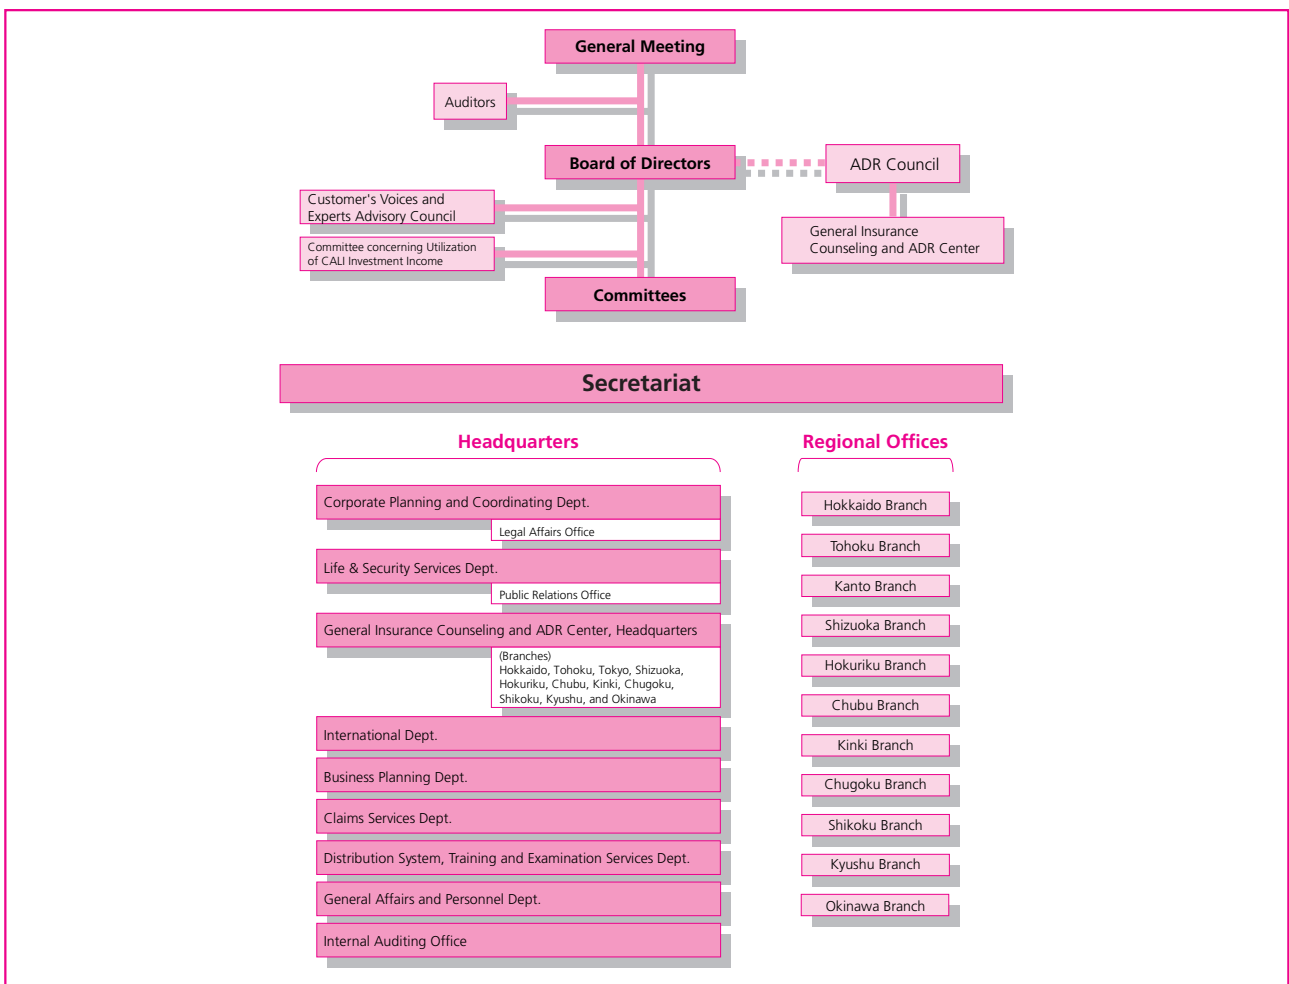 General Meeting
Auditors
Board of Directors
ADR Council
Customer's Voices and
Experts Advisory Council
General Insurance
Counseling and ADR Center
Committee concerning Utilization
of CALI Investment Income
Committees
Secretariat
Headquarters
Corporate Planning and Coordinating Dept.
Legal Affairs Office
Life & Security Services Dept.
Public Relations Office
General Insurance Counseling and ADR Center, Headquarters
(Branches)
Hokkaido, Tohoku, Tokyo, Shizuoka,
Hokuriku, Chubu, Kinki, Chugoku,
Shikoku, Kyushu, and Okinawa
International Dept.
Business Planning Dept.
Claims Services Dept.
Distribution System, Training and Examination Services Dept.
General Affairs and Personnel Dept.
Internal Auditing Office
Regional Offices
Hokkaido Branch
Tohoku Branch
Kanto Branch
Shizuoka Branch
Hokuriku Branch
Chubu Branch
Kinki Branch
Chugoku Branch
Shikoku Branch
Kyushu Branch
Okinawa Branch